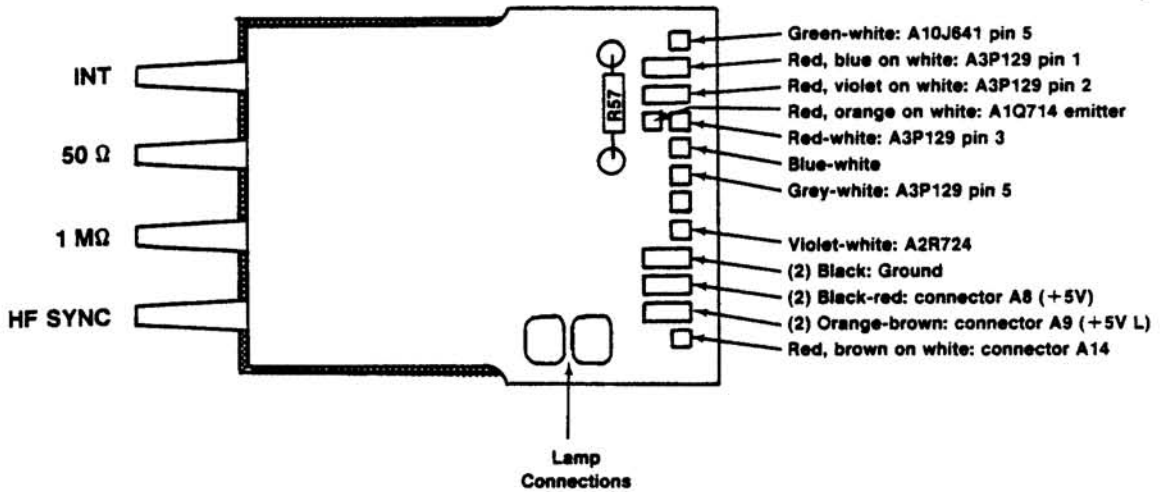 INT
50 Ω
1 MΩ
HF SYNC
R57
Green-white: A10J641 pin 5
Red, blue on white: A3P129 pin 1
Red, violet on white: A3P129 pin 2
Red, orange on white: A1Q714 emitter
Red-white: A3P129 pin 3
Blue-white
Grey-white: A3P129 pin 5
Violet-white: A2R724
(2) Black: Ground
(2) Black-red: connector A8 (+5V)
(2) Orange-brown: connector A9 (+5V L)
Red, brown on white: connector A14
Lamp
Connections